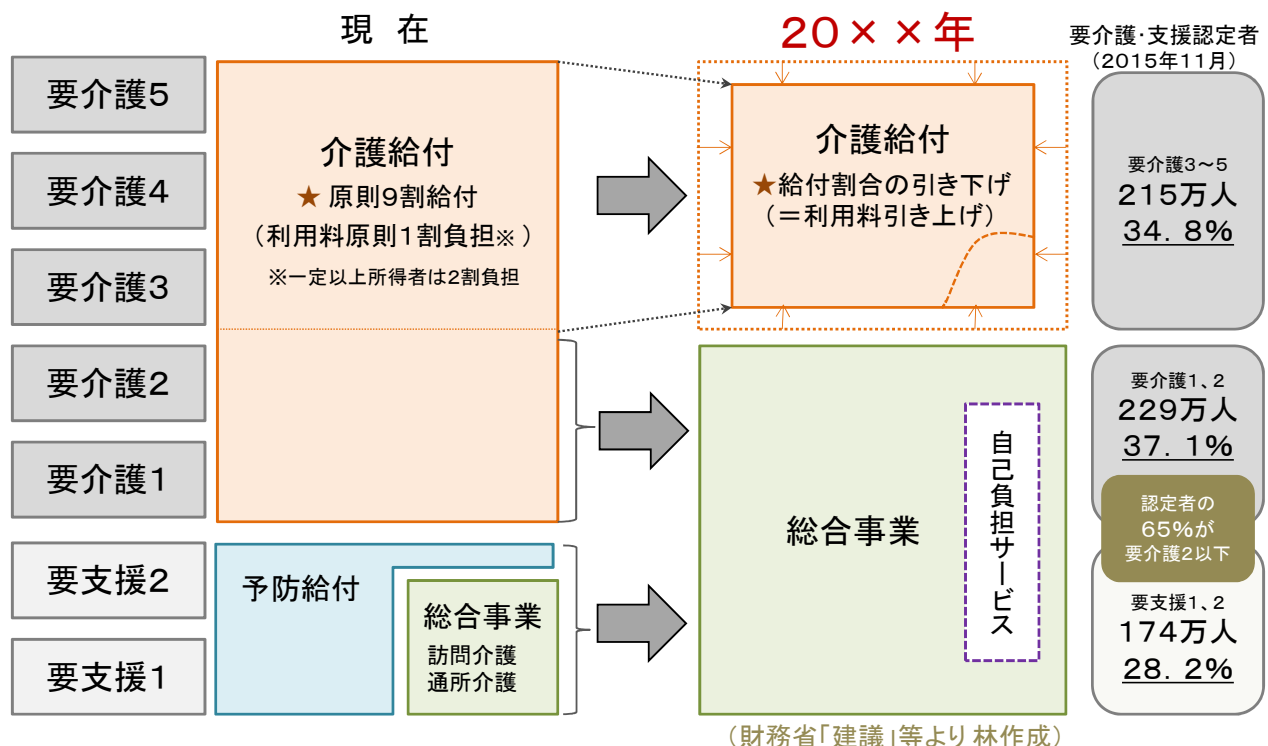 現 在
20××年
要介護・支援認定者
(2015年11月)
要介護5
要介護4
要介護3
要介護2
要介護1
要支援2
要支援1
介護給付
★ 原則9割給付
(利用料原則1割負担※)
※一定以上所得者は2割負担
予防給付
総合事業
訪問介護
通所介護
介護給付
★給付割合の引き下げ
(=利用料引き上げ)
総合事業
自己負担サービス
要介護3~5
215万人
34. 8%
要介護1、2
229万人
37. 1%
認定者の
65%が
要介護2以下
要支援1、2
174万人
28. 2%
(財務省「建議」等より 林作成)